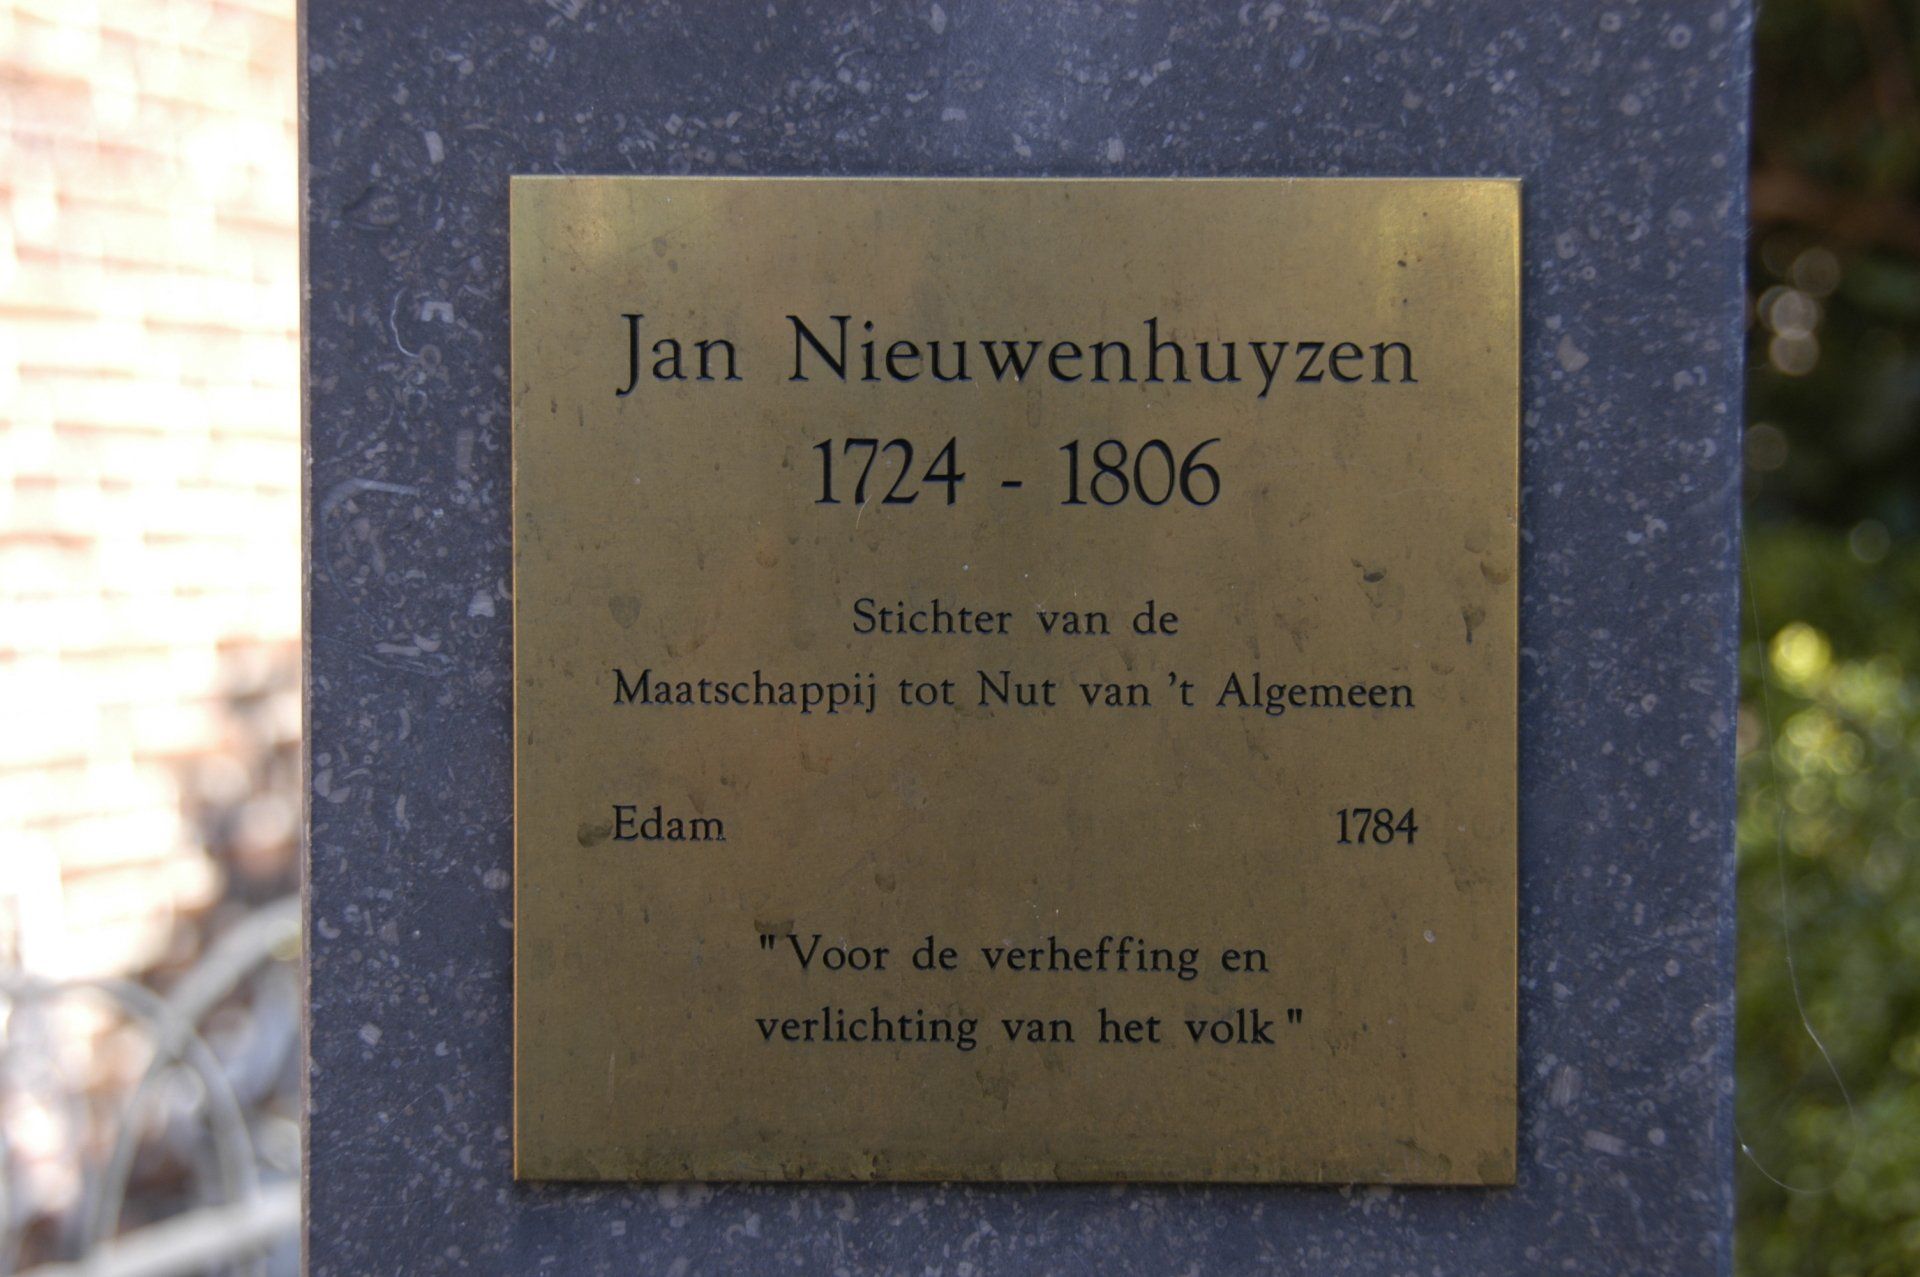 Jan Nieuwenhuyzen
1724 - 1806
Stichter van de
Maatschappij tot Nut van 't Algemeen
Edam 1784
"Voor de verheffing en
verlichting van het volk"